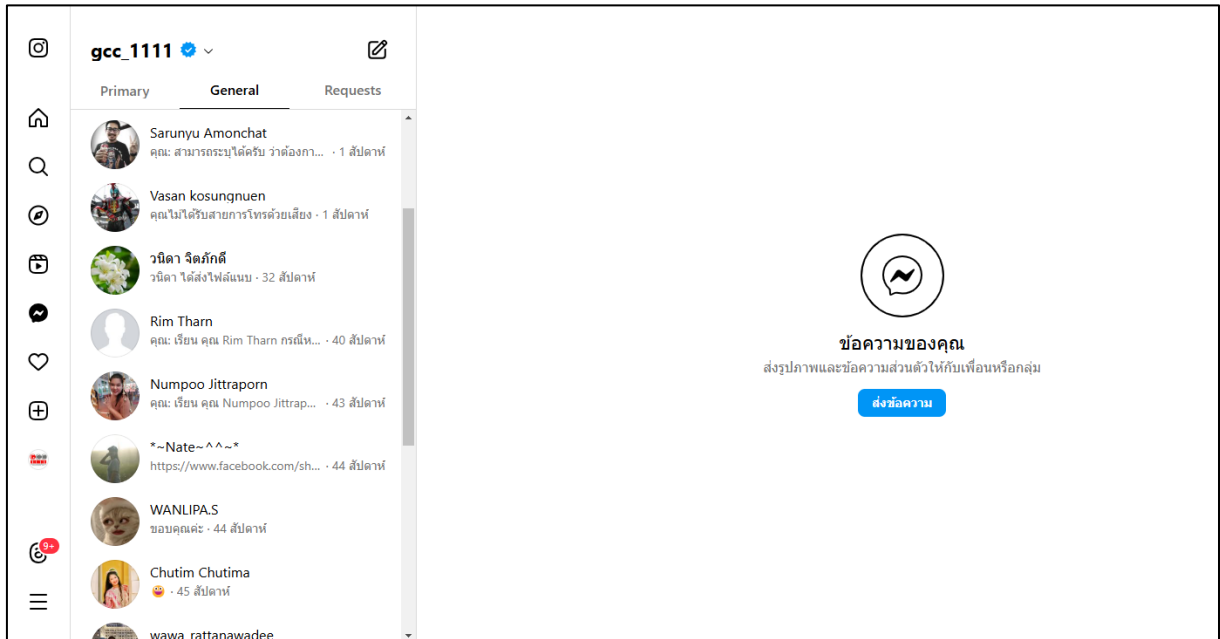 gcc_1111
Primary General Requests
Sarunyu Amonchat
คุณ: สามารถระบุได้ครับ ว่าต้องกา... · 1 สัปดาห์
Vasan kosungnuen
คุณไม่ได้รับสายการโทรด้วยเสียง · 1 สัปดาห์
วนิดา จิตภักดี
วนิดา ได้ส่งไฟล์แนบ · 32 สัปดาห์
Rim Tharn
คุณ: เรียน คุณ Rim Tharn กรณีห... · 40 สัปดาห์
Numpoo Jittraporn
คุณ: เรียน คุณ Numpoo Jittrap... · 43 สัปดาห์
*~Nate~^^~*
https://www.facebook.com/sh... · 44 สัปดาห์
WANLIPA.S
ขอบคุณค่ะ · 44 สัปดาห์
Chutim Chutima
😀 · 45 สัปดาห์
wawa_rattanawadee
ข้อความของคุณ
ส่งรูปภาพและข้อความส่วนตัวให้กับเพื่อนหรือกลุ่ม
ส่งข้อความ
9+